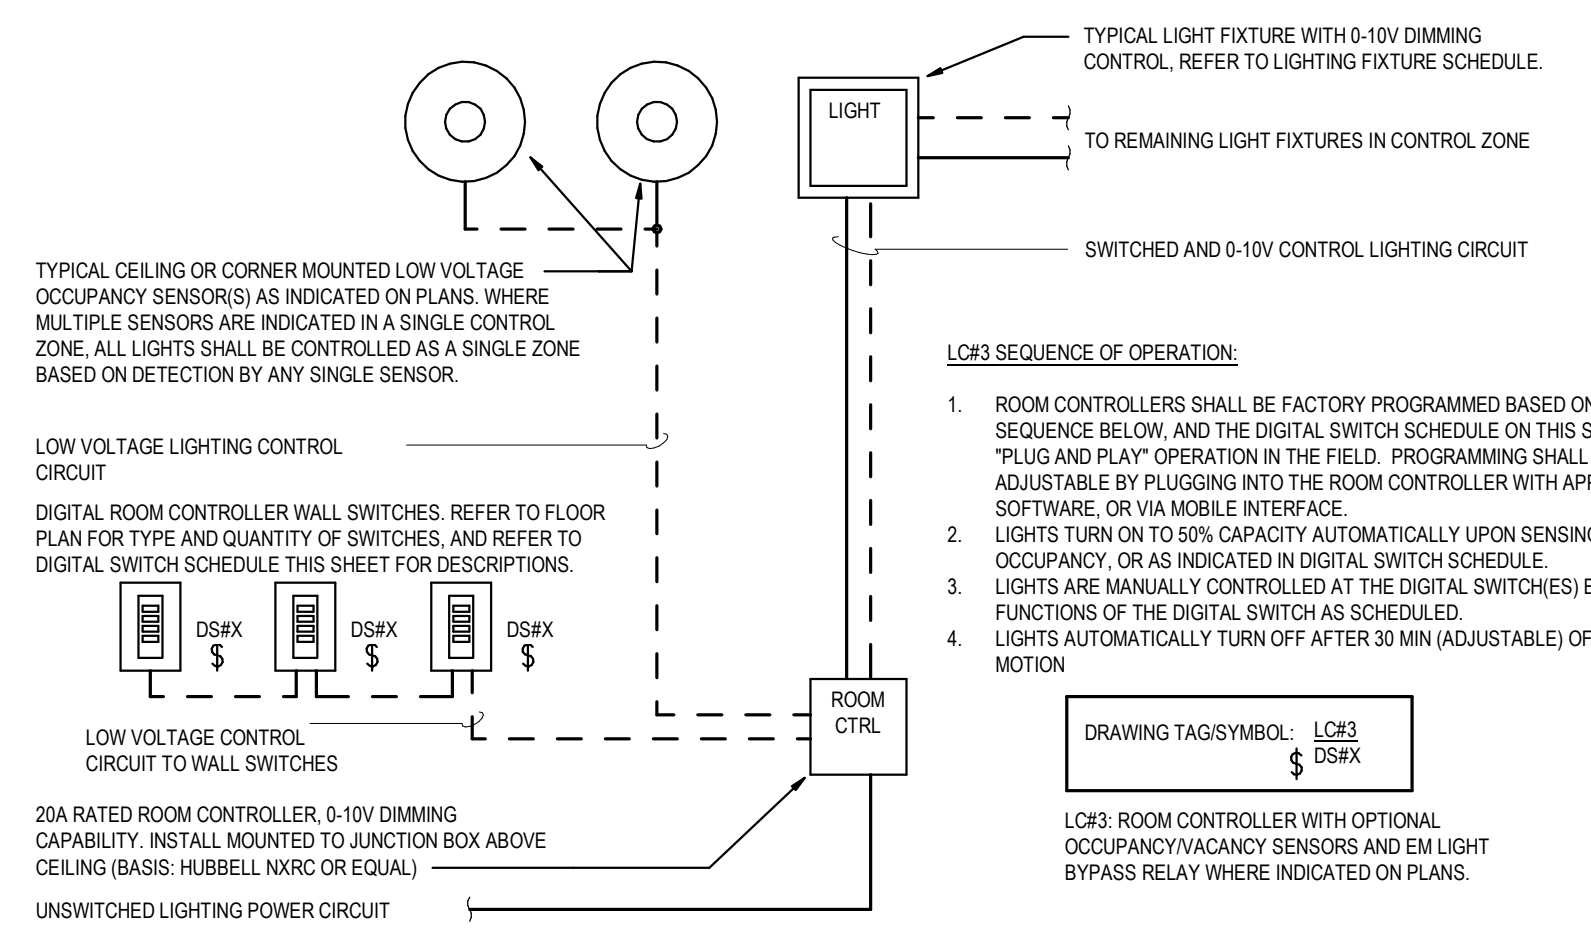 TYPICAL LIGHT FIXTURE WITH 0-10V DIMMING
CONTROL, REFER TO LIGHTING FIXTURE SCHEDULE.
LIGHT
TO REMAINING LIGHT FIXTURES IN CONTROL ZONE
SWITCHED AND 0-10V CONTROL LIGHTING CIRCUIT
TYPICAL CEILING OR CORNER MOUNTED LOW VOLTAGE
OCCUPANCY SENSOR(S) AS INDICATED ON PLANS. WHERE
MULTIPLE SENSORS ARE INDICATED IN A SINGLE CONTROL
ZONE, ALL LIGHTS SHALL BE CONTROLLED AS A SINGLE ZONE
BASED ON DETECTION BY ANY SINGLE SENSOR.
LOW VOLTAGE LIGHTING CONTROL
CIRCUIT
DIGITAL ROOM CONTROLLER WALL SWITCHES. REFER TO FLOOR
PLAN FOR TYPE AND QUANTITY OF SWITCHES, AND REFER TO
DIGITAL SWITCH SCHEDULE THIS SHEET FOR DESCRIPTIONS.
DS#X
$
DS#X
$
DS#X
$
LOW VOLTAGE CONTROL
CIRCUIT TO WALL SWITCHES
ROOM
CTRL
20A RATED ROOM CONTROLLER, 0-10V DIMMING
CAPABILITY. INSTALL MOUNTED TO JUNCTION BOX ABOVE
CEILING (BASIS: HUBBELL NXRC OR EQUAL)
UNSWITCHED LIGHTING POWER CIRCUIT
LC#3 SEQUENCE OF OPERATION:
1. ROOM CONTROLLERS SHALL BE FACTORY PROGRAMMED BASED ON
SEQUENCE BELOW, AND THE DIGITAL SWITCH SCHEDULE ON THIS
"PLUG AND PLAY" OPERATION IN THE FIELD. PROGRAMMING SHALL
ADJUSTABLE BY PLUGGING INTO THE ROOM CONTROLLER WITH
SOFTWARE, OR VIA MOBILE INTERFACE.
2. LIGHTS TURN ON TO 50% CAPACITY AUTOMATICALLY UPON SENSING
OCCUPANCY, OR AS INDICATED IN DIGITAL SWITCH SCHEDULE.
3. LIGHTS ARE MANUALLY CONTROLLED AT THE DIGITAL SWITCH(ES)
FUNCTIONS OF THE DIGITAL SWITCH AS SCHEDULED.
4. LIGHTS AUTOMATICALLY TURN OFF AFTER 30 MIN (ADJUSTABLE) OF
MOTION
DRAWING TAG/SYMBOL: LC#3
$ DS#X
LC#3: ROOM CONTROLLER WITH OPTIONAL
OCCUPANCY/VACANCY SENSORS AND EM LIGHT
BYPASS RELAY WHERE INDICATED ON PLANS.